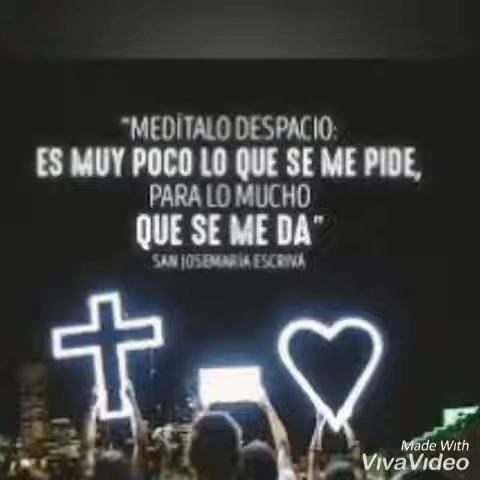 "MEDÍTALO DESPACIO:
ES MUY POCO LO QUE SE ME PIDE,
PARA LO MUCHO
QUE SE ME DA"
SAN JOSEMARÍA ESCRIVÁ
Made With
VivaVideo